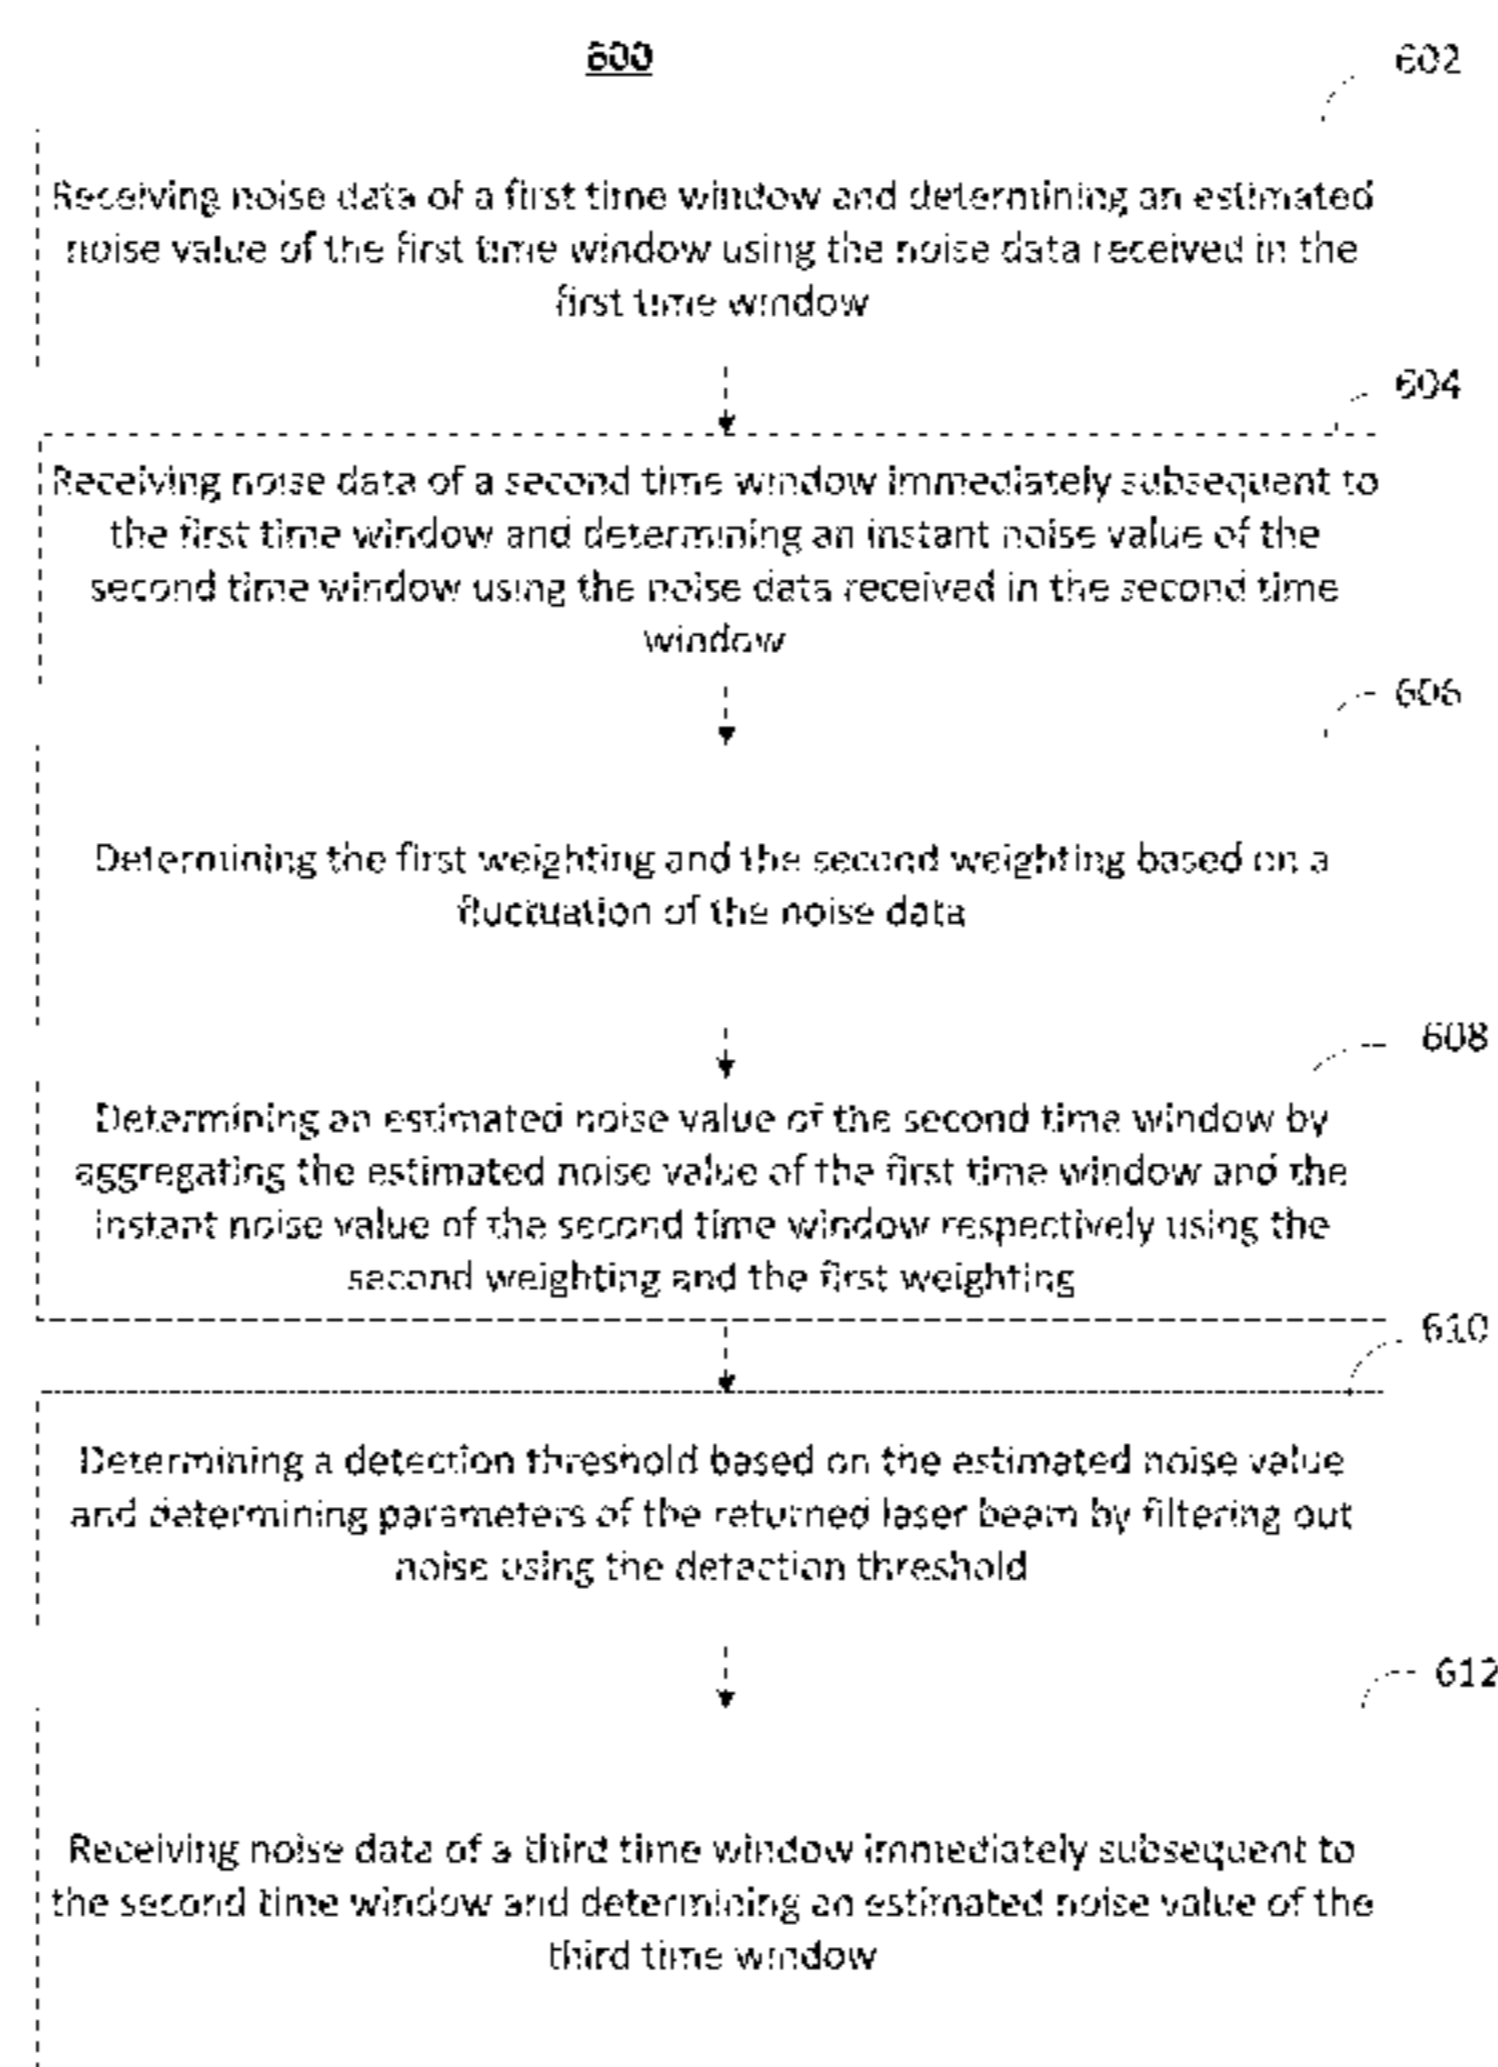 600
602
Receiving noise data of a first time window and determining an estimated
noise value of the first time window using the noise data received in the
first time window
604
Receiving noise data of a second time window immediately subsequent to
the first time window and determining an instant noise value of the
second time window using the noise data received in the second time
window
606
Determining the first weighting and the second weighting based on a
fluctuation of the noise data
608
Determining an estimated noise value of the second time window by
aggregating the estimated noise value of the first time window and the
instant noise value of the second time window respectively using the
second weighting and the first weighting
610
Determining a detection threshold based on the estimated noise value
and determining parameters of the returned laser beam by filtering out
noise using the detection threshold
612
Receiving noise data of a third time window immediately subsequent to
the second time window and determining an estimated noise value of the
third time window